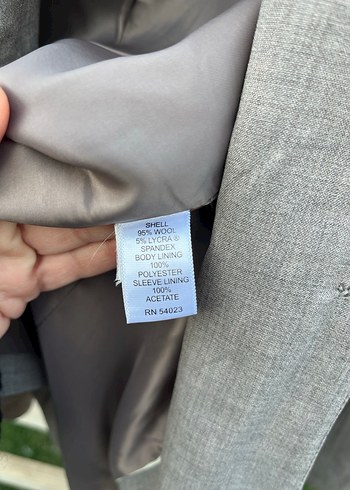 SHELL
95% WOOL
5% LYCRA ®
SPANDEX
BODY LINING
100%
POLYESTER
SLEEVE LINING
100%
ACETATE
RN 54023